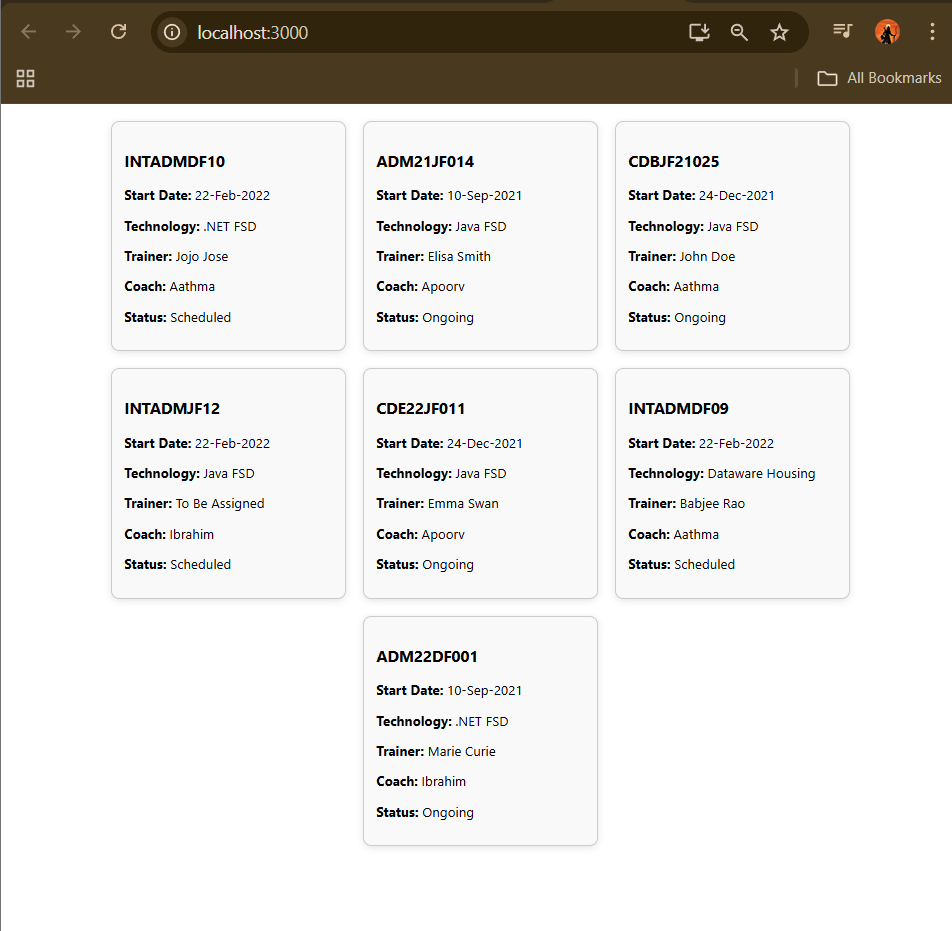 localhost:3000
All Bookmarks
INTADMDF10
Start Date: 22-Feb-2022
Technology: .NET FSD
Trainer: Jojo Jose
Coach: Aathma
Status: Scheduled
ADM21JF014
Start Date: 10-Sep-2021
Technology: Java FSD
Trainer: Elisa Smith
Coach: Apoorv
Status: Ongoing
CDBJF21025
Start Date: 24-Dec-2021
Technology: Java FSD
Trainer: John Doe
Coach: Aathma
Status: Ongoing
INTADMJF12
Start Date: 22-Feb-2022
Technology: Java FSD
Trainer: To Be Assigned
Coach: Ibrahim
Status: Scheduled
CDE22JF011
Start Date: 24-Dec-2021
Technology: Java FSD
Trainer: Emma Swan
Coach: Apoorv
Status: Ongoing
INTADMDF09
Start Date: 22-Feb-2022
Technology: Dataware Housing
Trainer: Babjee Rao
Coach: Aathma
Status: Scheduled
ADM22DF001
Start Date: 10-Sep-2021
Technology: .NET FSD
Trainer: Marie Curie
Coach: Ibrahim
Status: Ongoing